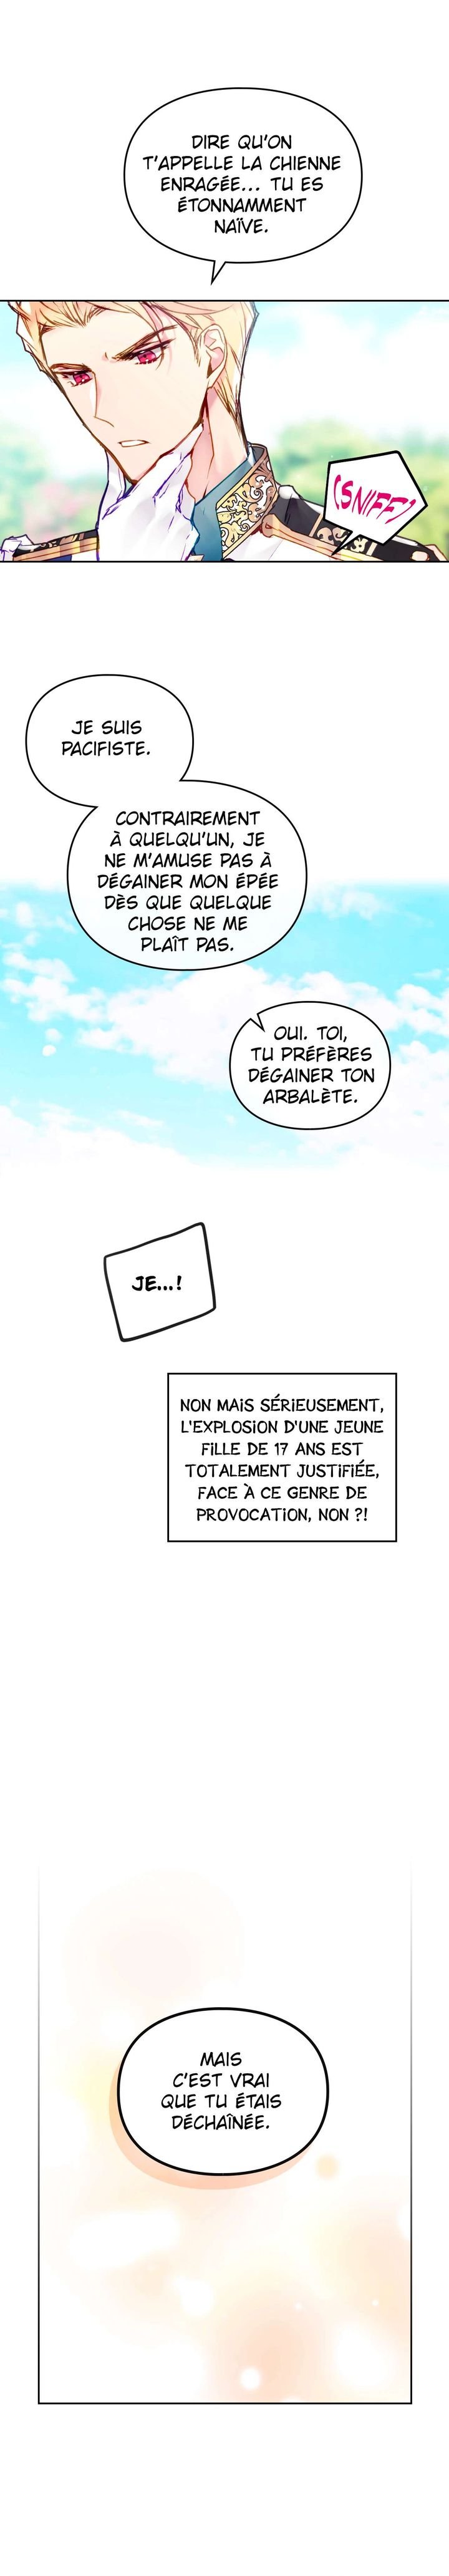 DIRE QU'ON
T'APPELLE LA CHIENNE
ENRAGÉE... TU ES
ÉTONNAMMENT
NAÏVE.
(SNIFF)
JE SUIS
PACIFISTE.
CONTRAIREMENT
À QUELQU'UN, JE
NE M'AMUSE PAS À
DÉGAINER MON ÉPÉE
DÈS QUE QUELQUE
CHOSE NE ME
PLAÎT PAS.
OUI. TOI,
TU PRÉFÈRES
DÉGAINER TON
ARBALÈTE.
JE...!
NON MAIS SÉRIEUSEMENT,
L'EXPLOSION D'UNE JEUNE
FILLE DE 17 ANS EST
TOTALEMENT JUSTIFIÉE,
FACE À CE GENRE DE
PROVOCATION, NON ?!
MAIS
C'EST VRAI
QUE TU ÉTAIS
DÉCHAÎNÉE.